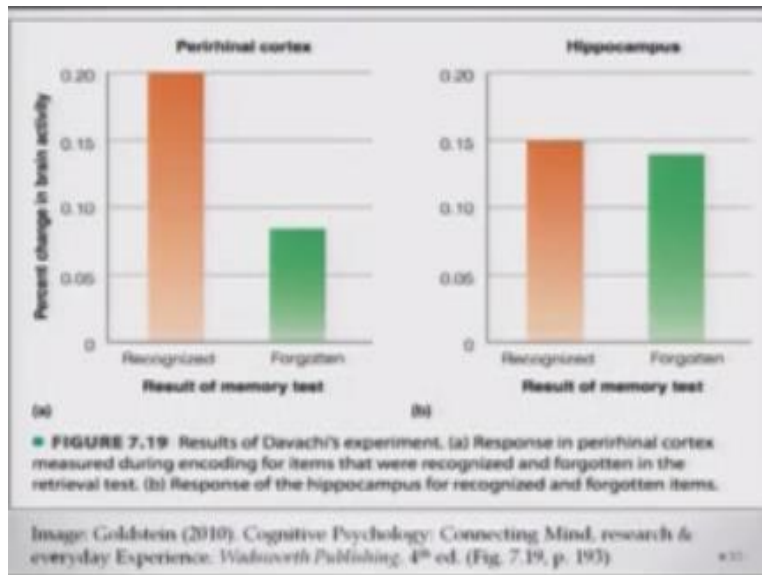 Perirhinal cortex
0.20
0.15
0.10
0.05
0
Percent change in brain activity
Recognized Forgotten
Result of memory test
(a)
Hippocampus
0.20
0.15
0.10
0.05
0
Recognized Forgotten
Result of memory test
(b)
• FIGURE 7.19 Results of Davachi's experiment. (a) Response in perirhinal cortex
measured during encoding for items that were recognized and forgotten in the
retrieval test. (b) Response of the hippocampus for recognized and forgotten items.
Image: Goldstein (2010). Cognitive Psychology: Connecting Mind, research &
everyday Experience. Wadsworth Publishing. 4th ed. (Fig. 7.19, p. 193)